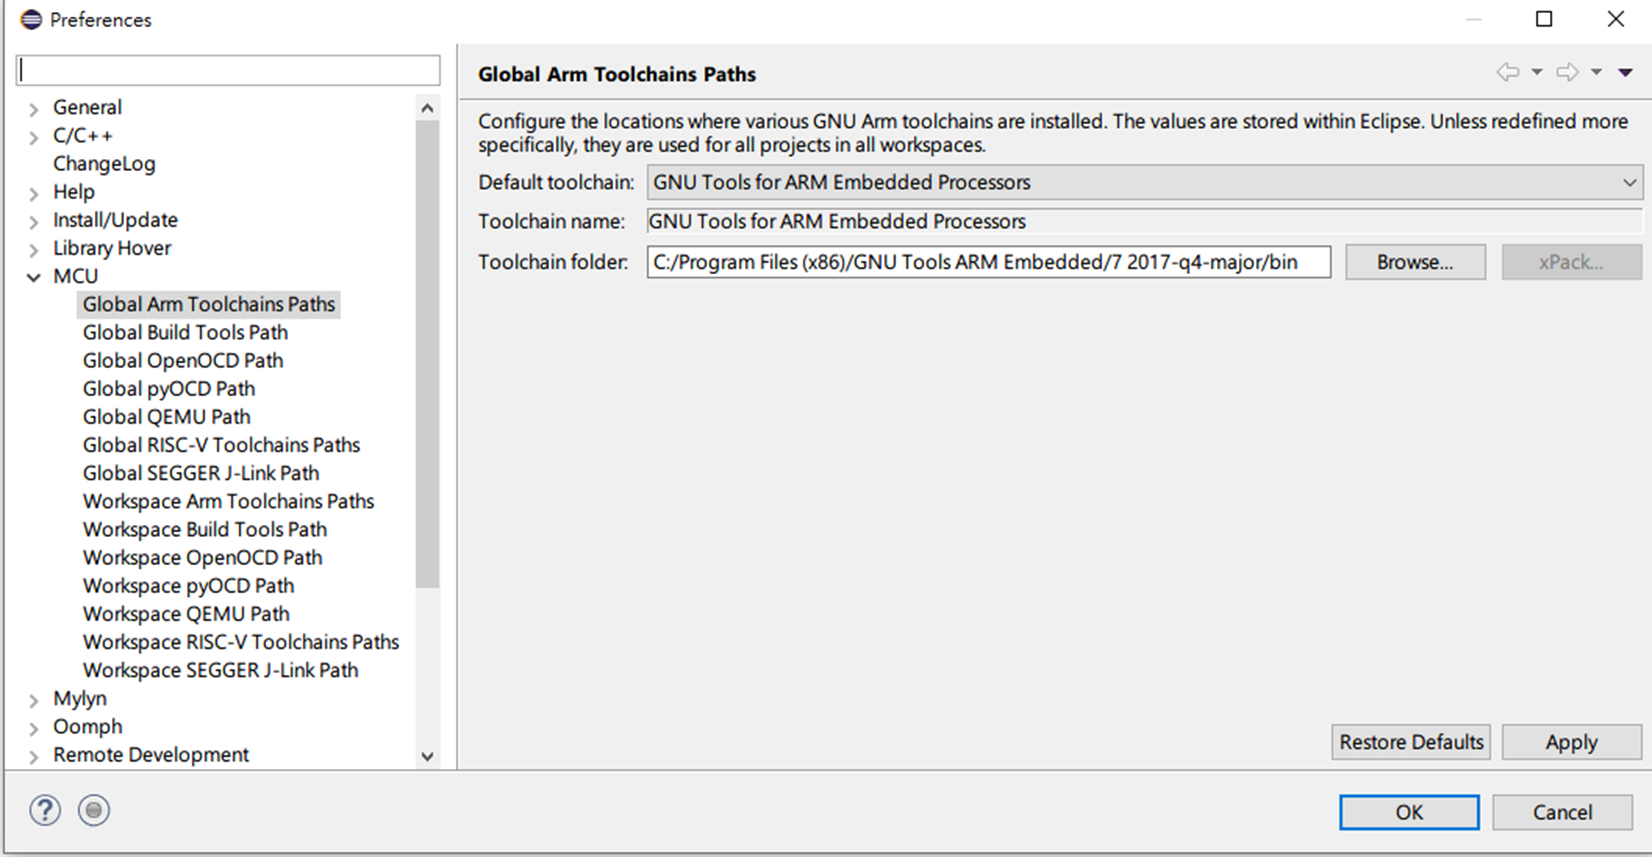 Preferences
General
C/C++
ChangeLog
Help
Install/Update
Library Hover
MCU
Global Arm Toolchains Paths
Global Build Tools Path
Global OpenOCD Path
Global pyOCD Path
Global QEMU Path
Global RISC-V Toolchains Paths
Global SEGGER J-Link Path
Workspace Arm Toolchains Paths
Workspace Build Tools Path
Workspace OpenOCD Path
Workspace pyOCD Path
Workspace QEMU Path
Workspace RISC-V Toolchains Paths
Workspace SEGGER J-Link Path
Mylyn
Oomph
Remote Development
Global Arm Toolchains Paths
Configure the locations where various GNU Arm toolchains are installed. The values are stored within Eclipse. Unless redefined more
specifically, they are used for all projects in all workspaces.
Default toolchain: GNU Tools for ARM Embedded Processors
Toolchain name: GNU Tools for ARM Embedded Processors
Toolchain folder: C:/Program Files (x86)/GNU Tools ARM Embedded/7 2017-q4-major/bin Browse... xPack...
Restore Defaults Apply
? OK Cancel